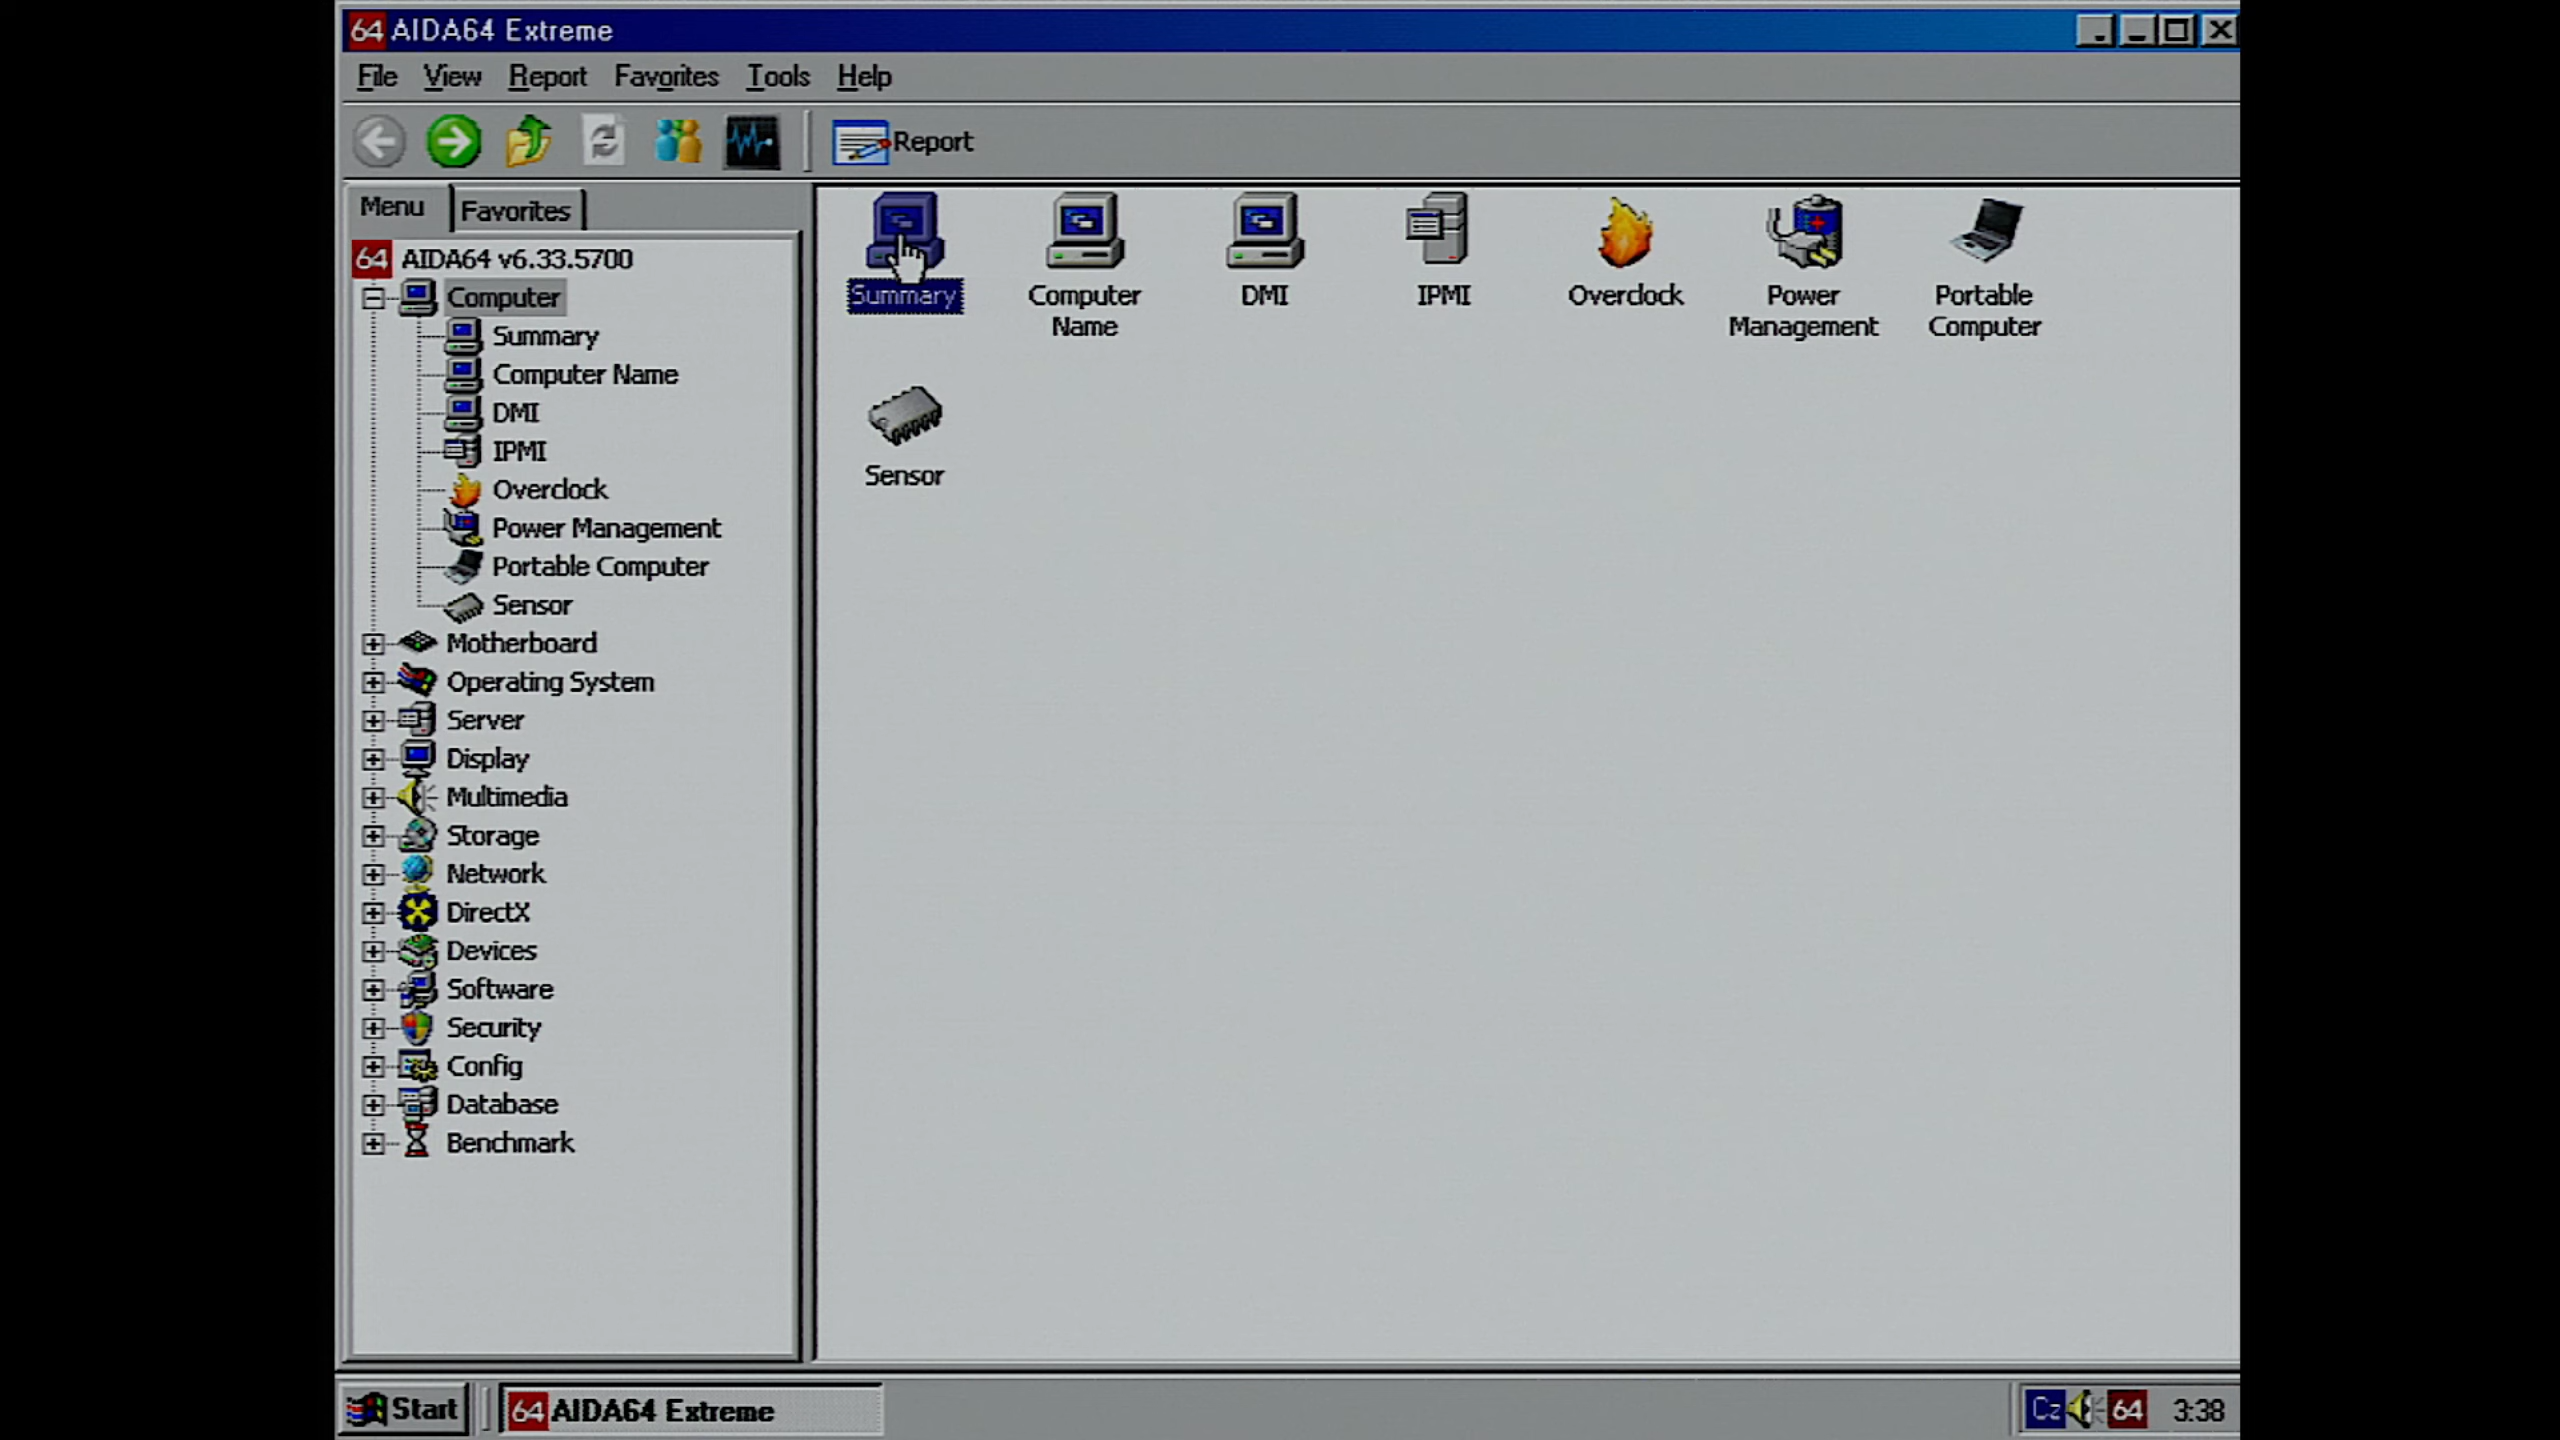 64 AIDA64 Extreme
File View Report Favorites Tools Help
Report
Menu Favorites
64 AIDA64 v6.33.5700
Computer
Summary
Computer Name
DMI
IPMI
Overclock
Power Management
Portable Computer
Sensor
Motherboard
Operating System
Server
Display
Multimedia
Storage
Network
DirectX
Devices
Software
Security
Config
Database
Benchmark
Summary
Computer
Name
DMI
IPMI
Overclock
Power
Management
Portable
Computer
Sensor
Start 64 AIDA64 Extreme Cz 64 3:38